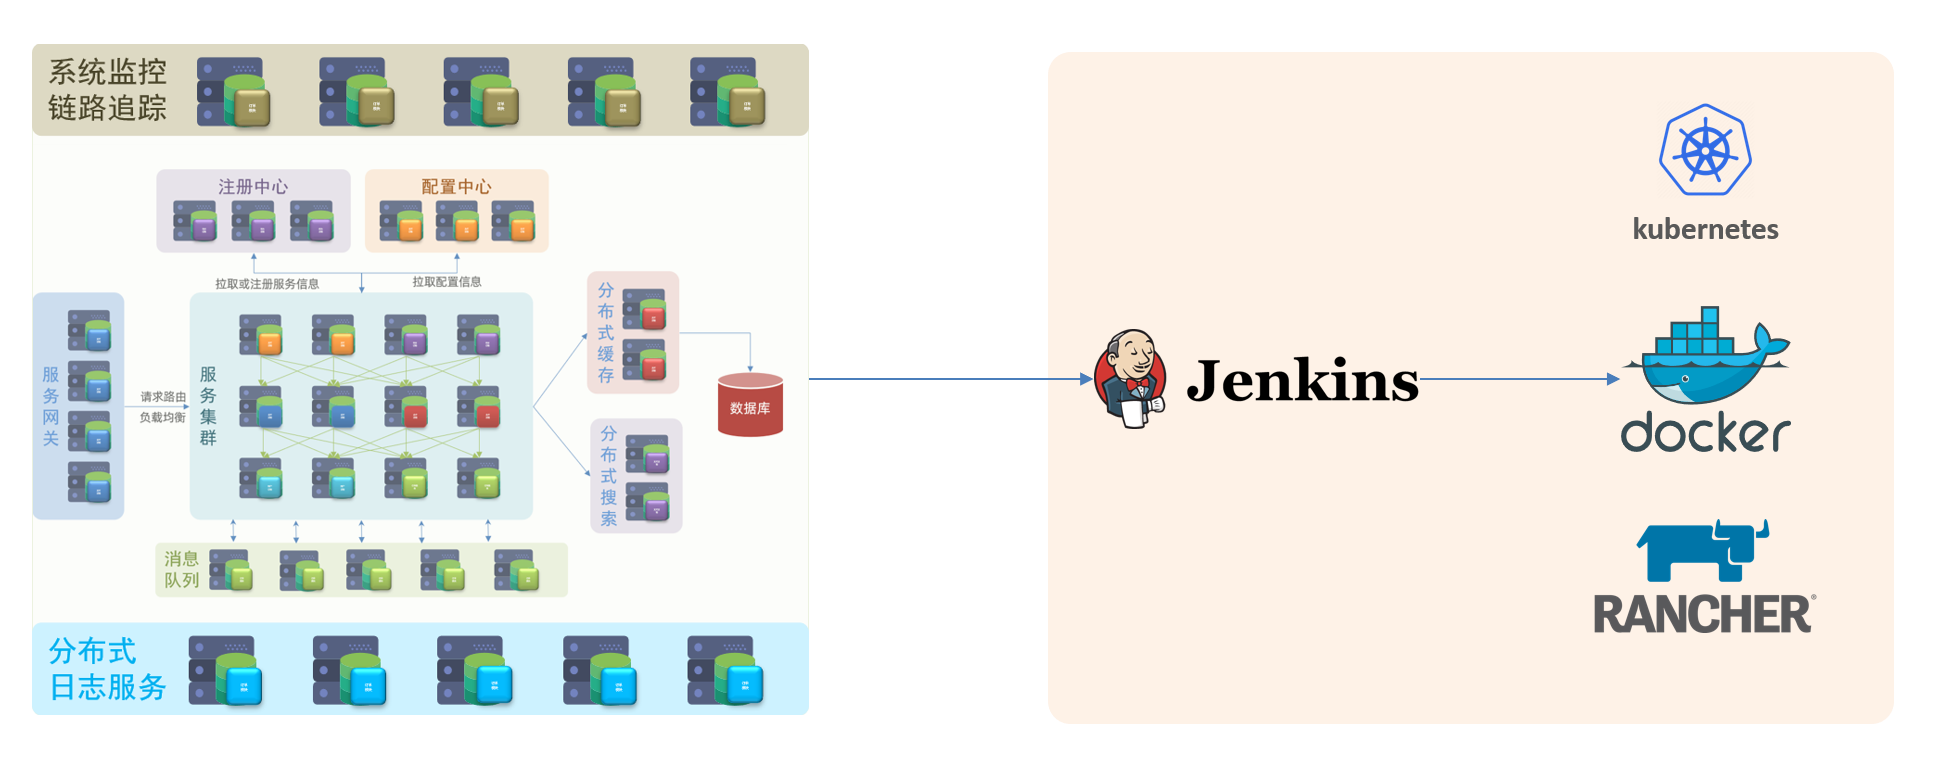 系统监控
链路追踪
注册中心
配置中心
拉取或注册服务信息
拉取配置信息
服务网关
请求路由
负载均衡
服务集群
分布式缓存
数据库
分布式搜索
消息
队列
分布式
日志服务
Jenkins
kubernetes
docker
RANCHER®